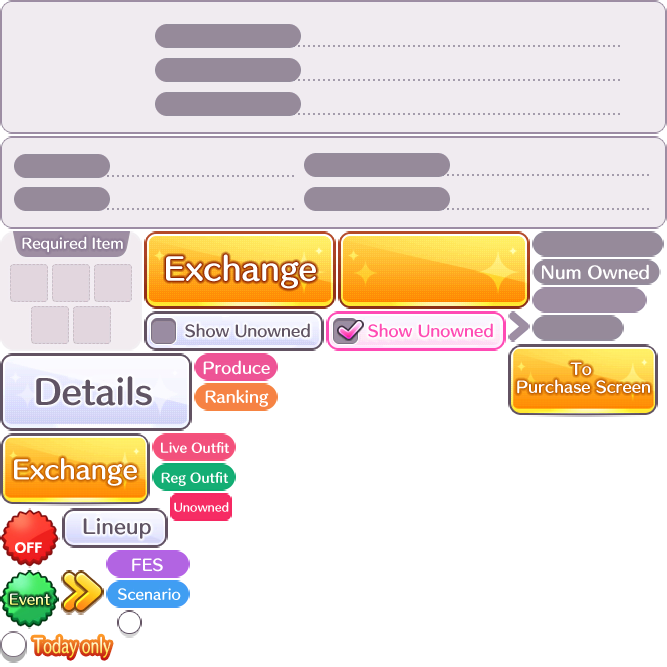 Required Item
Exchange
Num Owned
Show Unowned
Show Unowned
To
Purchase Screen
Details
Produce
Ranking
Exchange
Live Outfit
Reg Outfit
Unowned
OFF
Lineup
FES
Event
Scenario
Today only